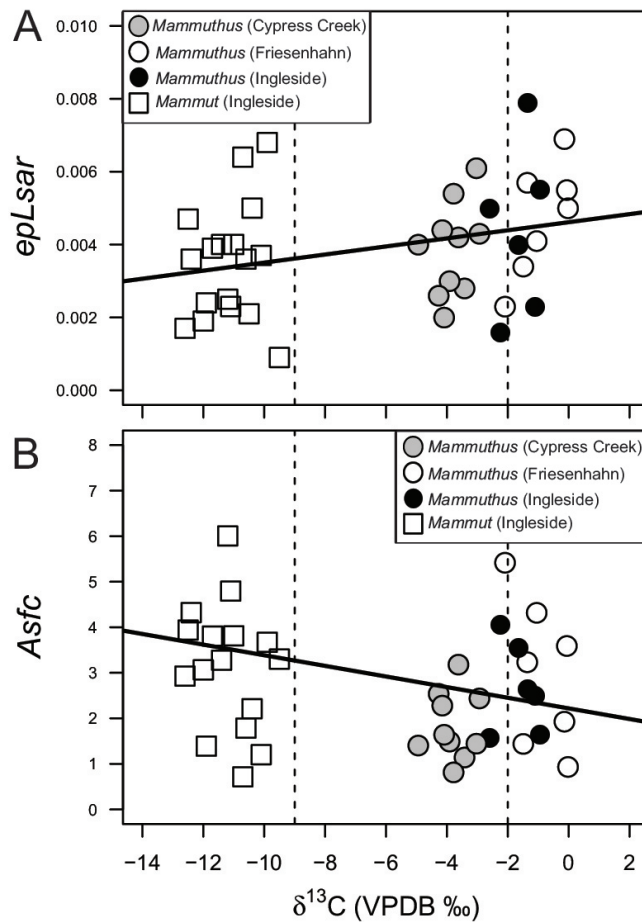 A
Mammuthus (Cypress Creek)
Mammuthus (Friesenhahn)
Mammuthus (Ingleside)
Mammut (Ingleside)
epLsar
0.010
0.008
0.006
0.004
0.002
0.000
B
Mammuthus (Cypress Creek)
Mammuthus (Friesenhahn)
Mammuthus (Ingleside)
Mammut (Ingleside)
Asfc
8
7
6
5
4
3
2
1
0
−14 −12 −10 −8 −6 −4 −2 0 2
δ¹³C (VPDB ‰)